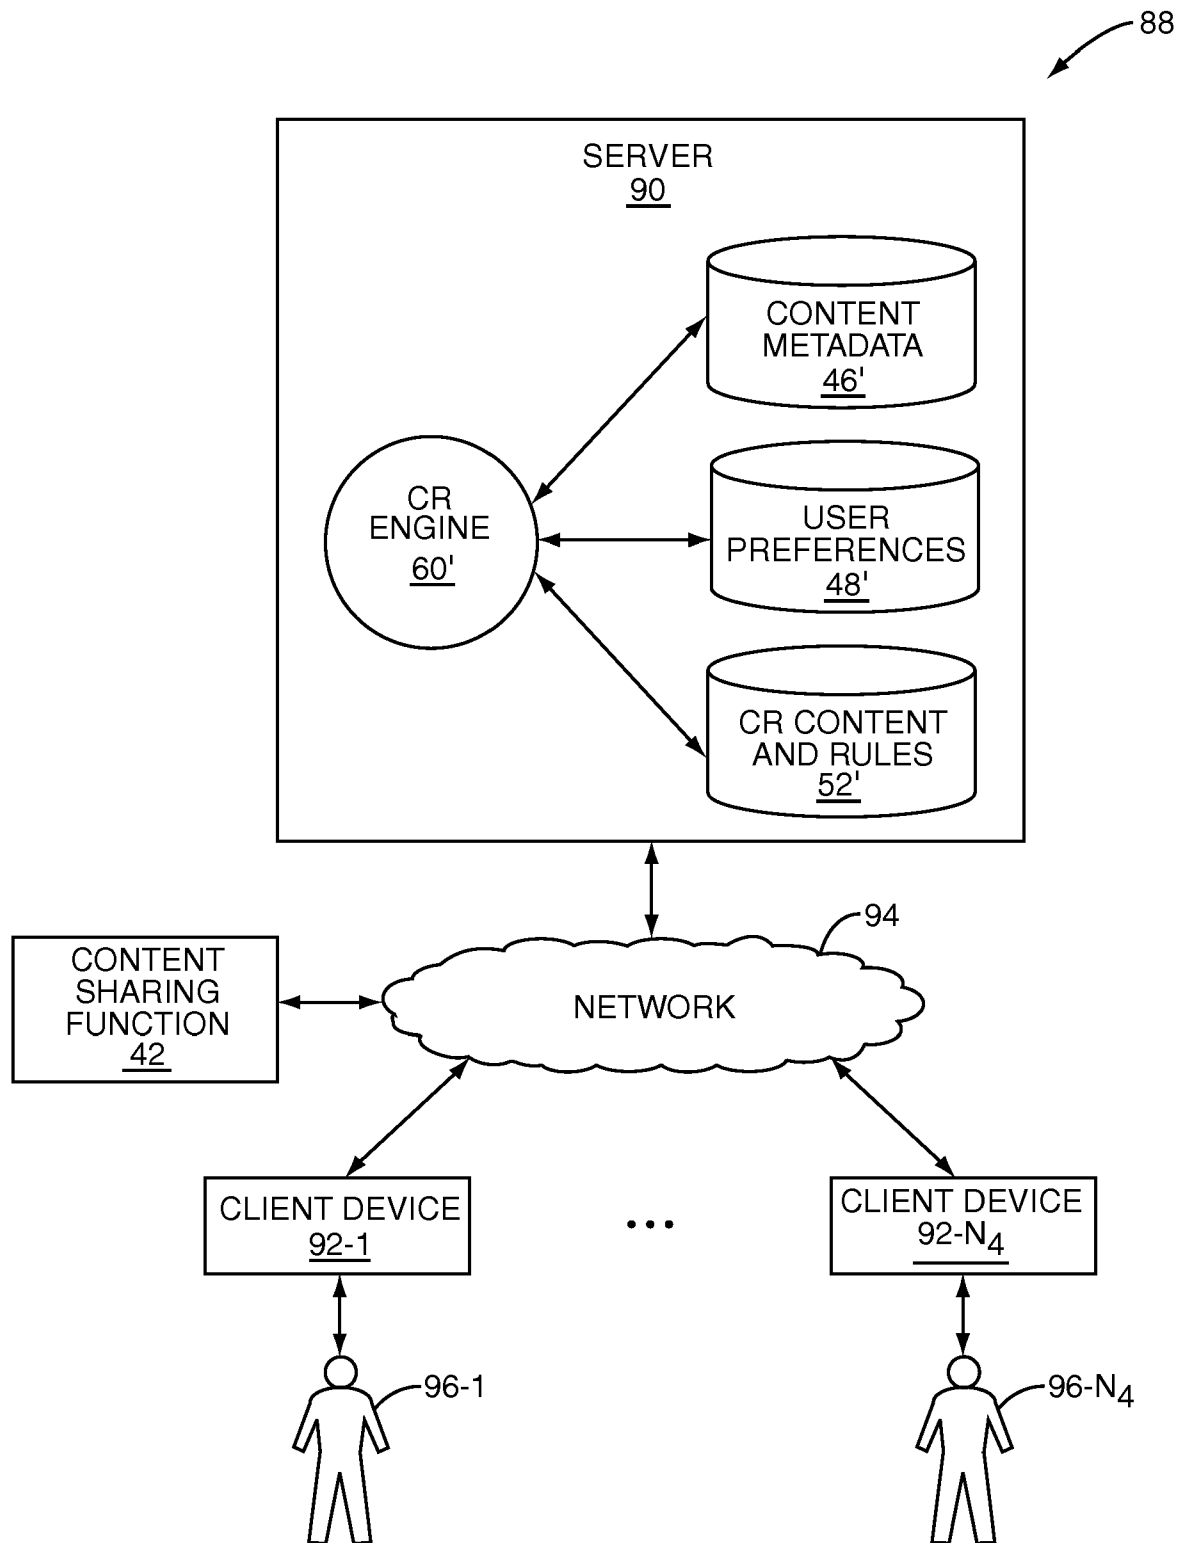 88
SERVER
90
CONTENT
METADATA
46'
CR
ENGINE
60'
USER
PREFERENCES
48'
CR CONTENT
AND RULES
52'
94
CONTENT
SHARING
FUNCTION
42
NETWORK
CLIENT DEVICE
92-1
...
CLIENT DEVICE
92-N4
96-1
96-N4